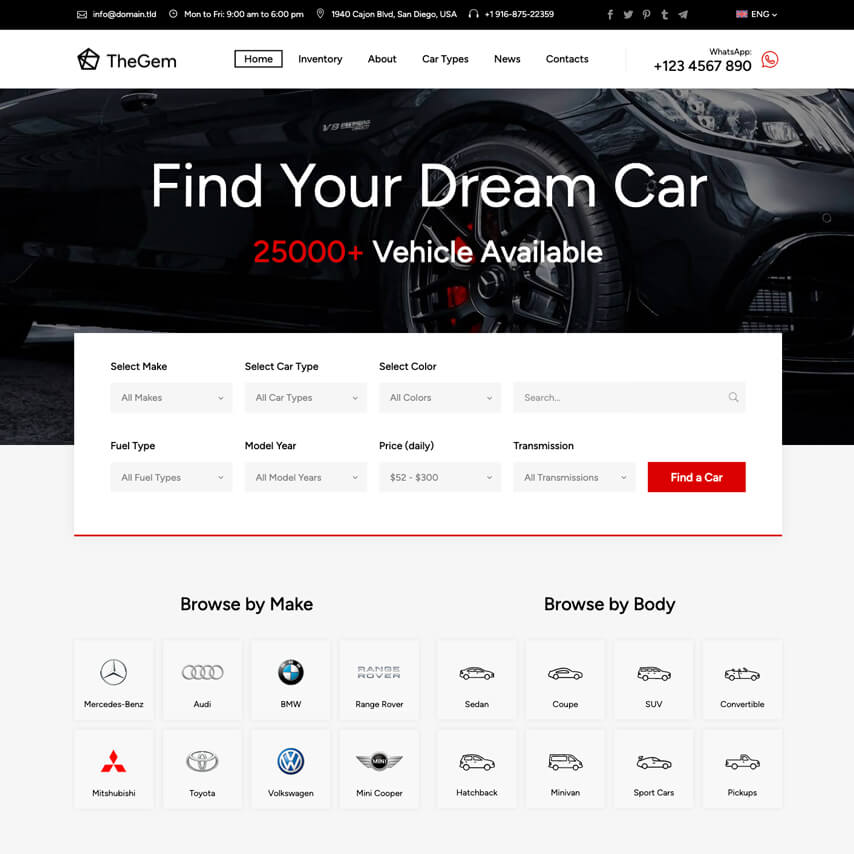 info@domain.tld Mon to Fri: 9:00 am to 6:00 pm 1940 Cajon Blvd, San Diego, USA +1 916-875-22359 ENG
TheGem Home Inventory About Car Types News Contacts
WhatsApp:
+123 4567 890
V8 BITURBO
Find Your Dream Car
25000+ Vehicle Available
Select Make Select Car Type Select Color
All Makes All Car Types All Colors Search...
Fuel Type Model Year Price (daily) Transmission
All Fuel Types All Model Years $52 - $300 All Transmissions Find a Car
Browse by Make Browse by Body
RANGE
ROVER
Mercedes-Benz Audi BMW Range Rover Sedan Coupe SUV Convertible
MINI
Mitshubishi Toyota Volkswagen Mini Cooper Hatchback Minivan Sport Cars Pickups